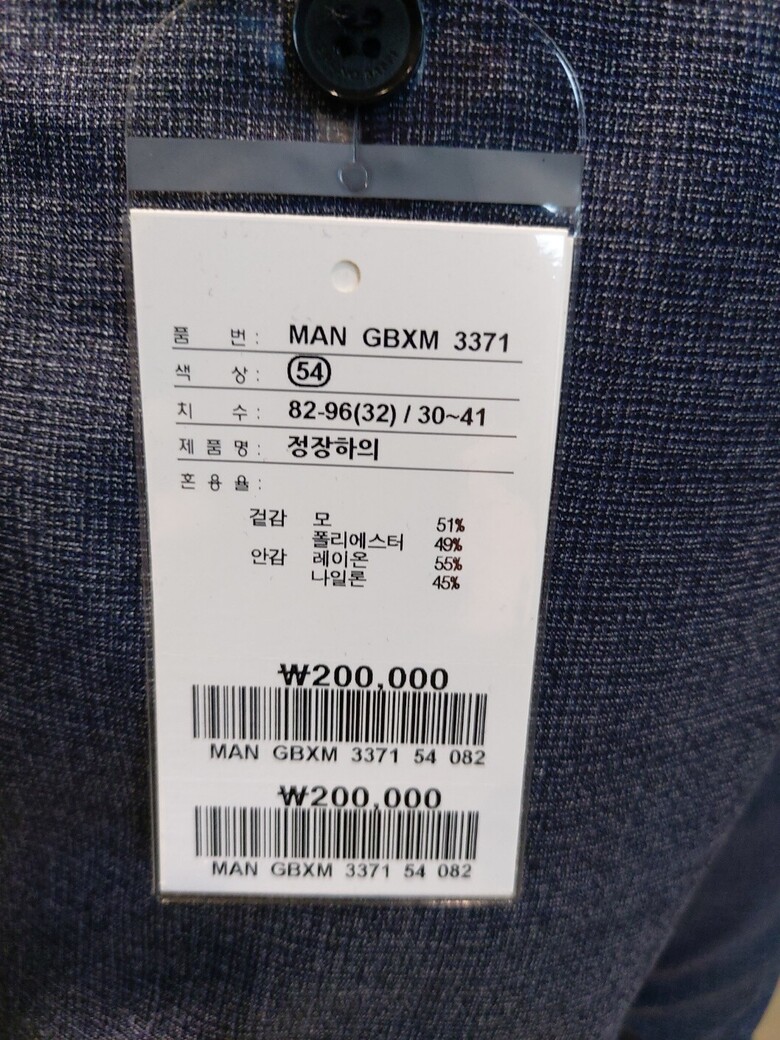 품 번 : MAN GBXM 3371
색 상 : 54
치 수 : 82-96(32) / 30~41
제 품 명 : 정장하의
혼 용 율 :
겉감 모 51%
폴리에스터 49%
안감 레이온 55%
나일론 45%
₩200,000
MAN GBXM 3371 54 082
₩200,000
MAN GBXM 3371 54 082